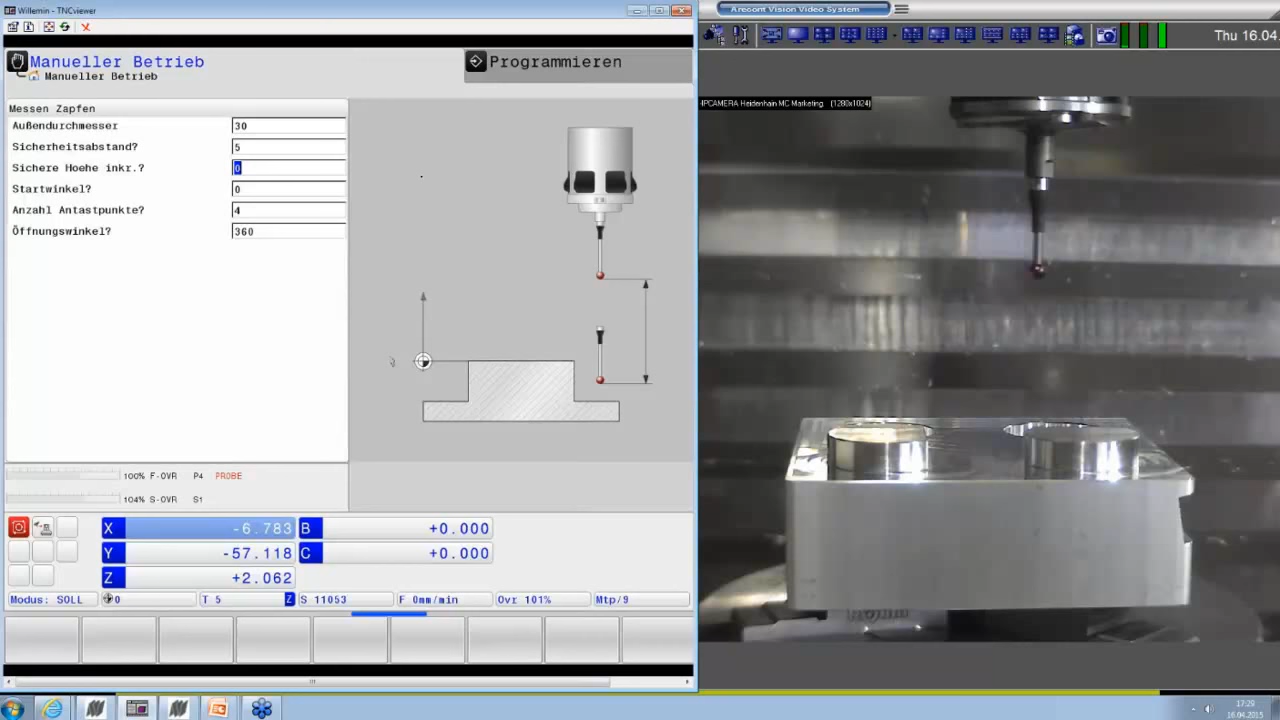 Willemin - TNCviewer
Arecont Vision Video System
Thu 16.04.
Manueller Betrieb
Manueller Betrieb
Programmieren
Messen Zapfen
Außendurchmesser 30
Sicherheitsabstand? 5
Sichere Hoehe inkr.? 0
Startwinkel? 0
Anzahl Antastpunkte? 4
Öffnungswinkel? 360
100% F-OVR P4 PROBE
104% S-OVR S1
X -6.783 B +0.000
Y -57.118 C +0.000
Z +2.062
Modus: SOLL 0 T 5 Z S 11053 F 0mm/min Ovr 101% Mtp/9
HPCAMERA Heidenhain MC Marketing (1280x1024)
17:29
16.04.2015